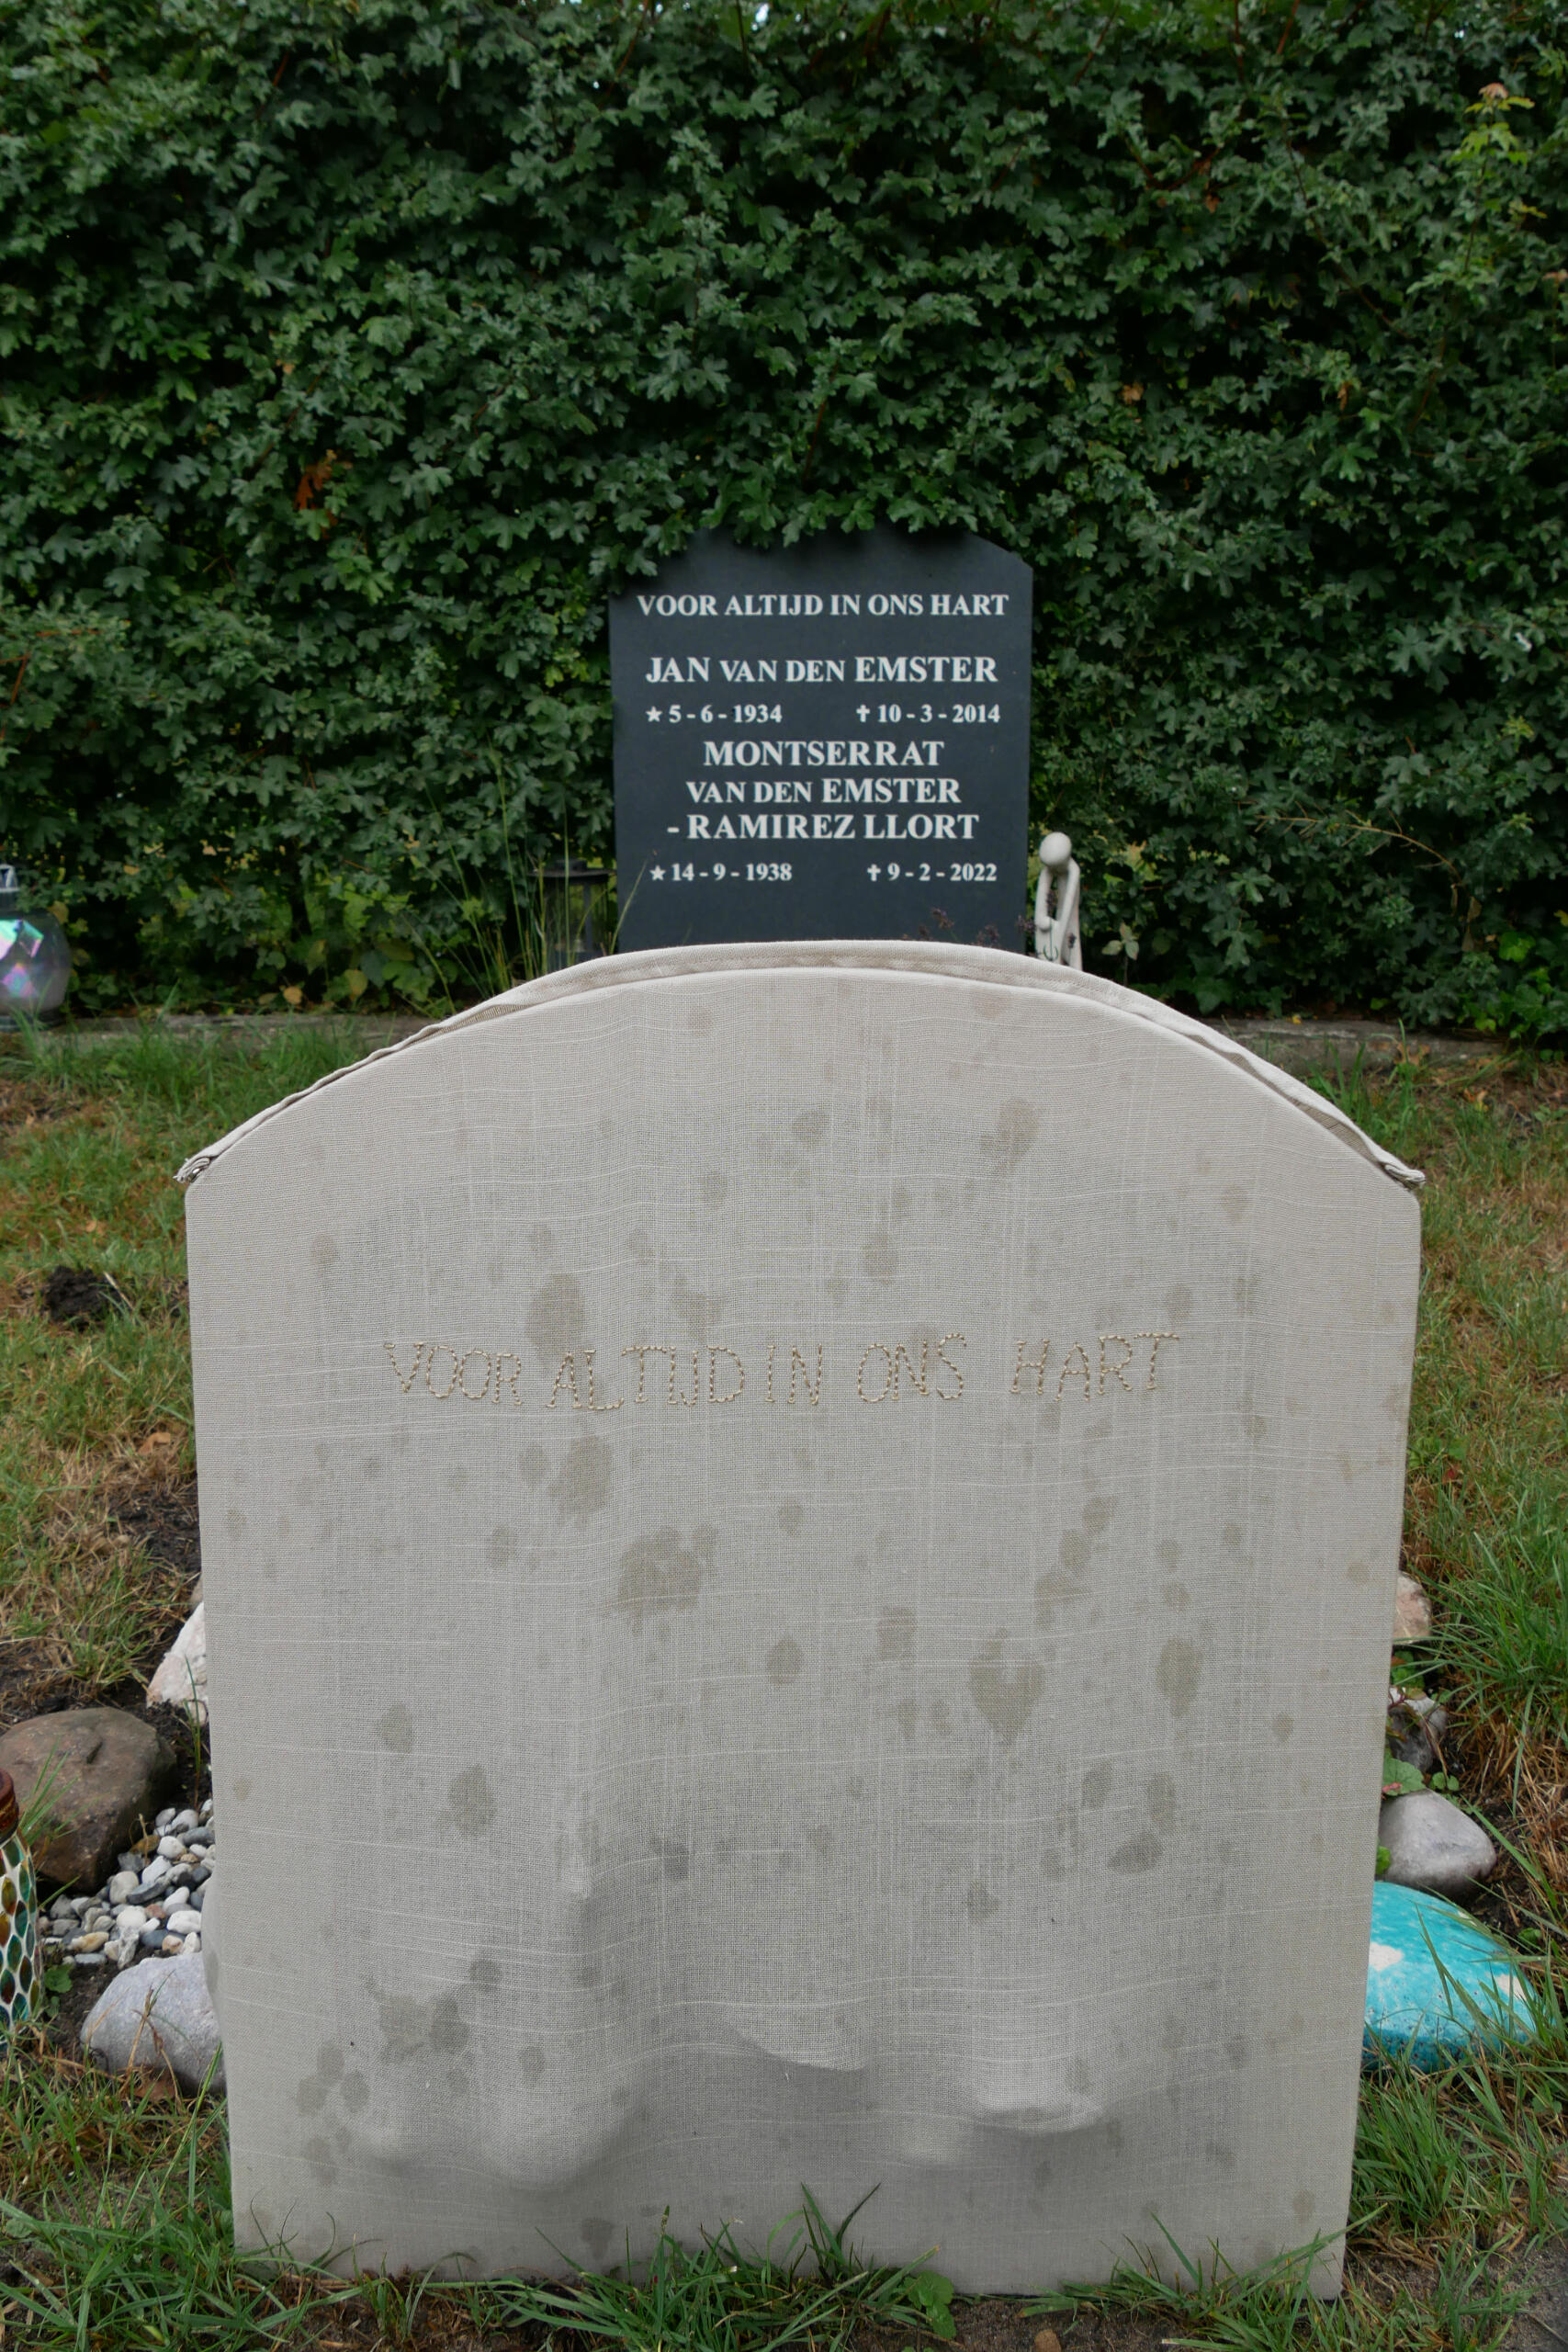 VOOR ALTIJD IN ONS HART
JAN VAN DEN EMSTER
★ 5 - 6 - 1934 ✝ 10 - 3 - 2014
MONTSERRAT
VAN DEN EMSTER
- RAMIREZ LLORT
★ 14 - 9 - 1938 ✝ 9 - 2 - 2022
VOOR ALTIJD IN ONS HART